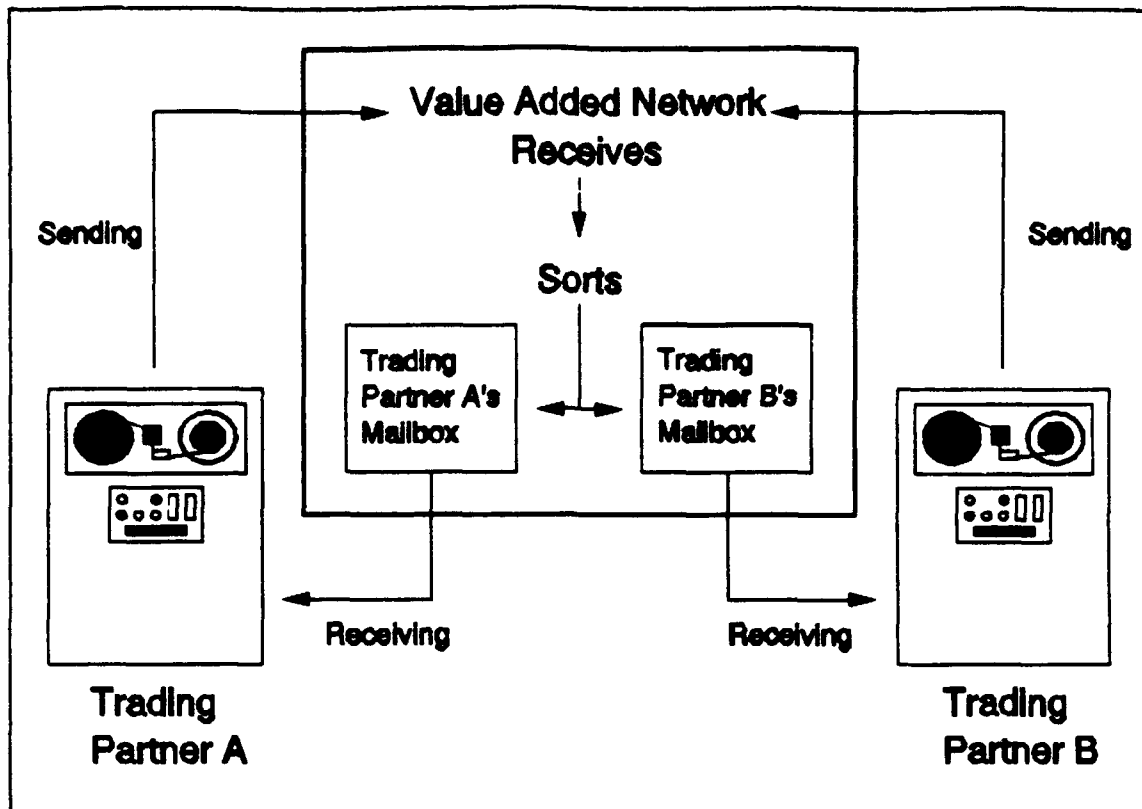 Value Added Network
Receives
Sending
Sending
Sorts
Trading
Partner A's
Mailbox
Trading
Partner B's
Mailbox
Receiving
Receiving
Trading
Partner A
Trading
Partner B